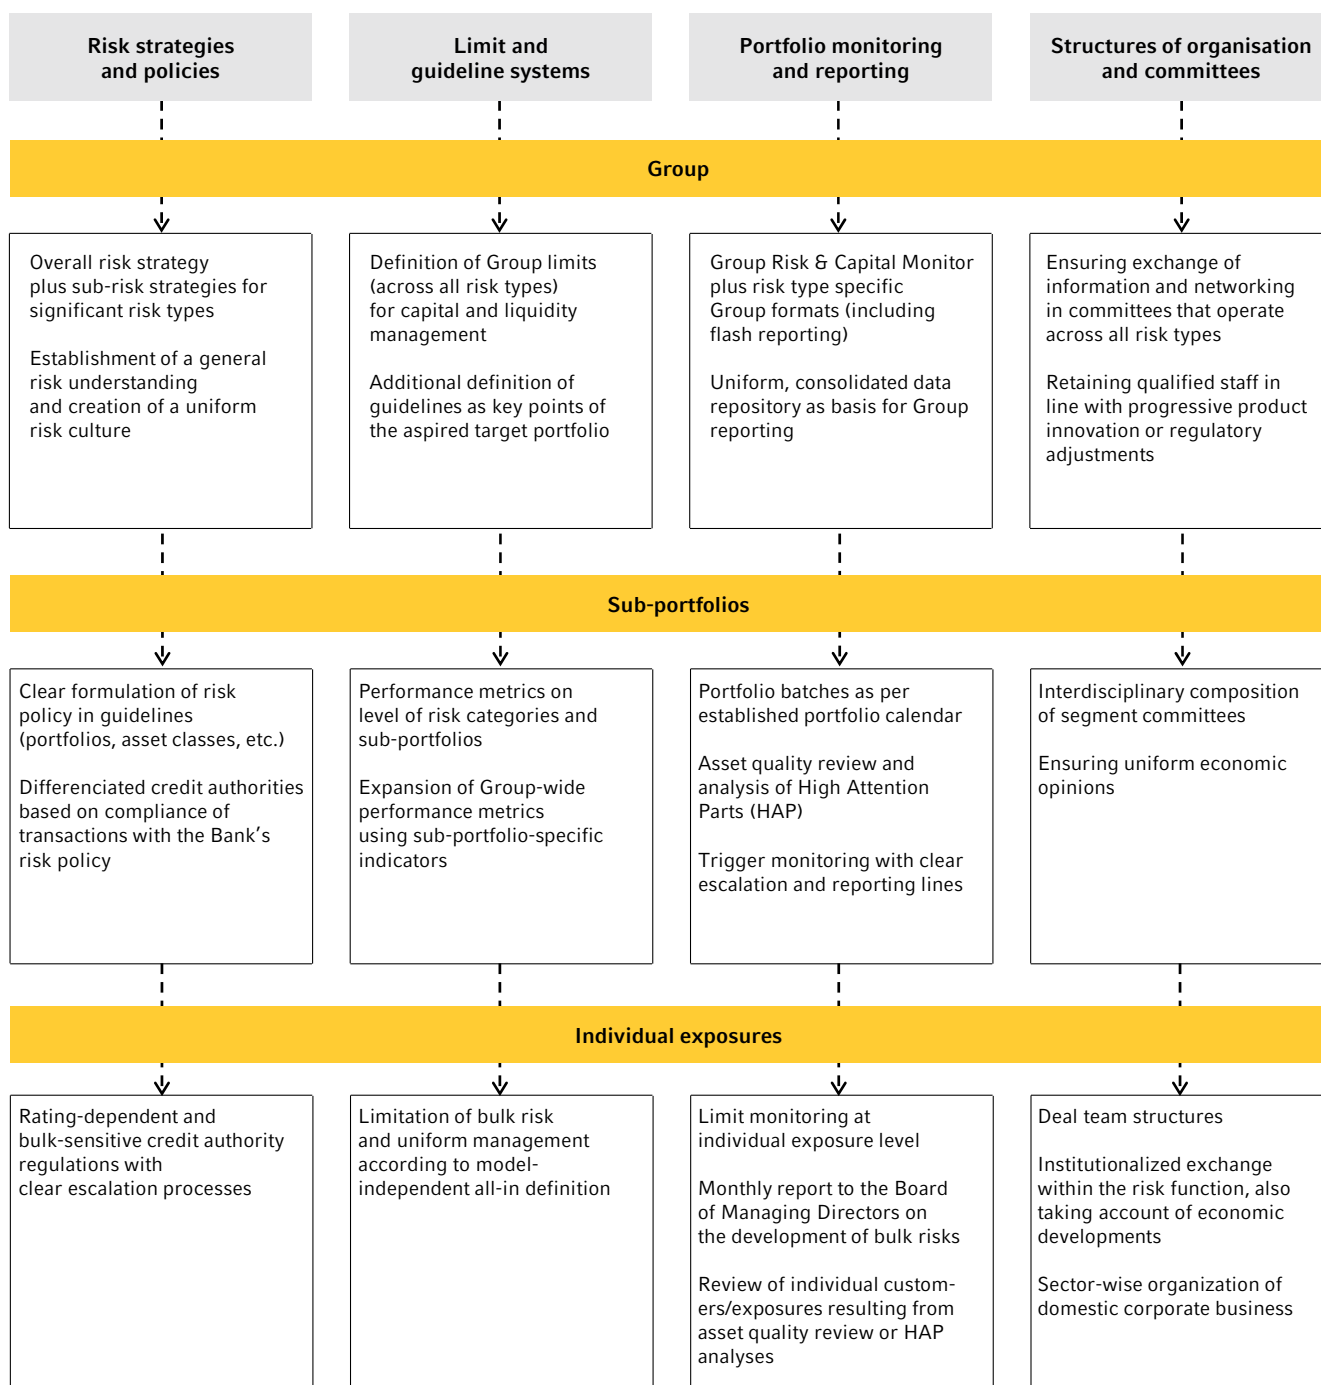 Risk strategies
and policies
Limit and
guideline systems
Portfolio monitoring
and reporting
Structures of organisation
and committees
Group
Overall risk strategy
plus sub-risk strategies for
significant risk types
Establishment of a general
risk understanding
and creation of a uniform
risk culture
Definition of Group limits
(across all risk types)
for capital and liquidity
management
Additional definition of
guidelines as key points of
the aspired target portfolio
Group Risk & Capital Monitor
plus risk type specific
Group formats (including
flash reporting)
Uniform, consolidated data
repository as basis for Group
reporting
Ensuring exchange of
information and networking
in committees that operate
across all risk types
Retaining qualified staff in
line with progressive product
innovation or regulatory
adjustments
Sub-portfolios
Clear formulation of risk
policy in guidelines
(portfolios, asset classes, etc.)
Differenciated credit authorities
based on compliance of
transactions with the Bank’s
risk policy
Performance metrics on
level of risk categories and
sub-portfolios
Expansion of Group-wide
performance metrics
using sub-portfolio-specific
indicators
Portfolio batches as per
established portfolio calendar
Asset quality review and
analysis of High Attention
Parts (HAP)
Trigger monitoring with clear
escalation and reporting lines
Interdisciplinary composition
of segment committees
Ensuring uniform economic
opinions
Individual exposures
Rating-dependent and
bulk-sensitive credit authority
regulations with
clear escalation processes
Limitation of bulk risk
and uniform management
according to model-
independent all-in definition
Limit monitoring at
individual exposure level
Monthly report to the Board
of Managing Directors on
the development of bulk risks
Review of individual custom-
ers/exposures resulting from
asset quality review or HAP
analyses
Deal team structures
Institutionalized exchange
within the risk function, also
taking account of economic
developments
Sector-wise organization of
domestic corporate business